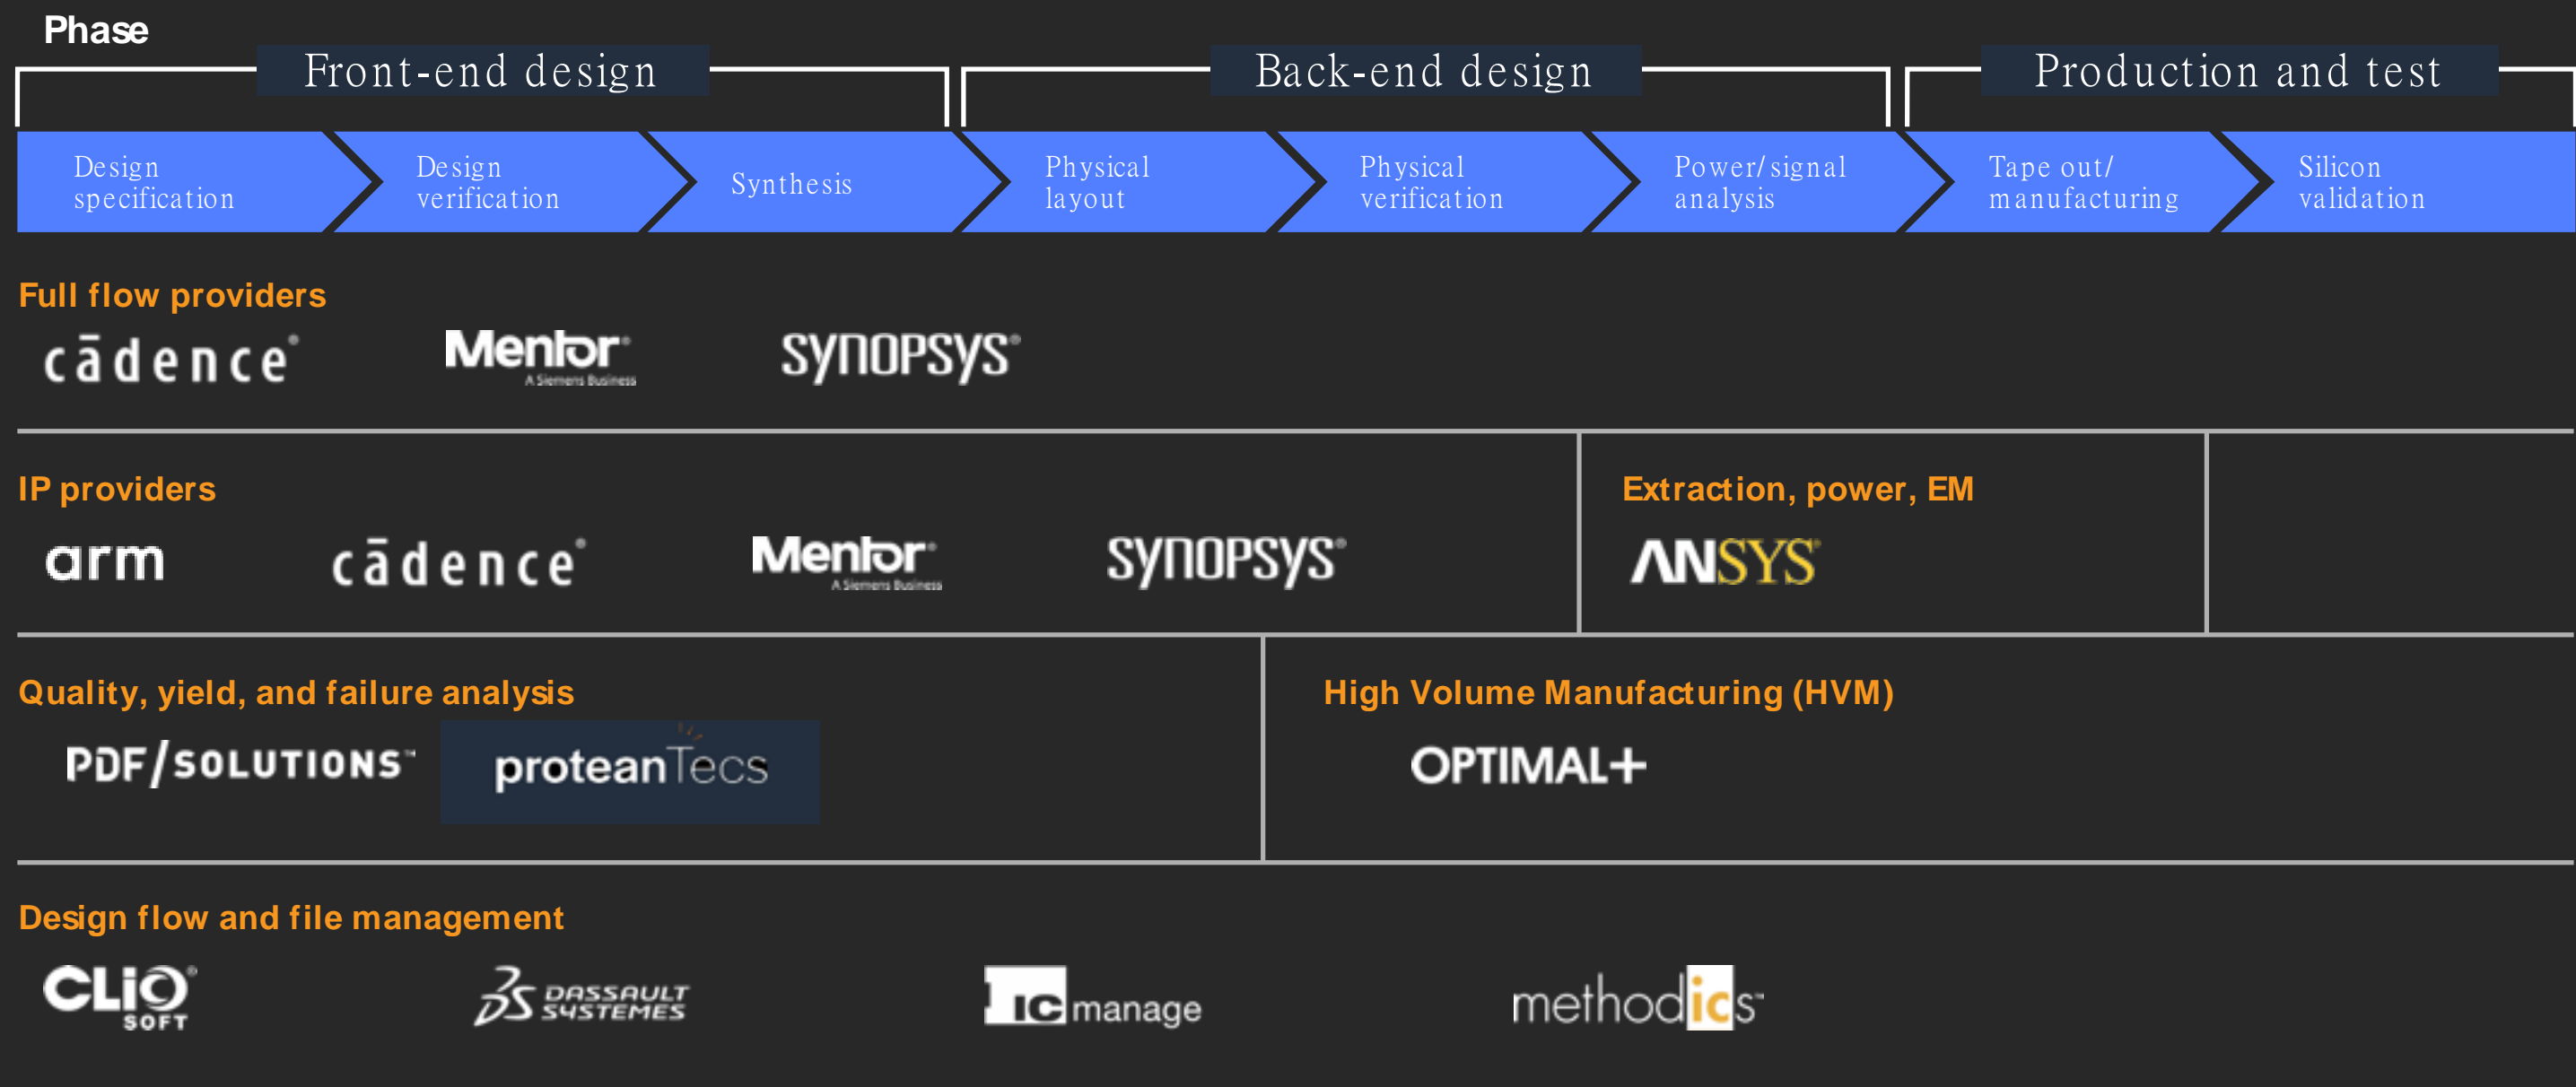 Phase
Front-end design
Back-end design
Production and test
Design
specification
Design
verification
Synthesis
Physical
layout
Physical
verification
Power/signal
analysis
Tape out/
manufacturing
Silicon
validation
Full flow providers
cādence®
Mentor®
A Siemens Business
SYNOPSYS®
IP providers
Extraction, power, EM
arm
cādence®
Mentor®
A Siemens Business
SYNOPSYS®
ANSYS®
Quality, yield, and failure analysis
High Volume Manufacturing (HVM)
PDF/SOLUTIONS™
proteanTecs
OPTIMAL+
Design flow and file management
CLiO®
SOFT
3DS DASSAULT
SYSTEMES
IC manage
methodics™